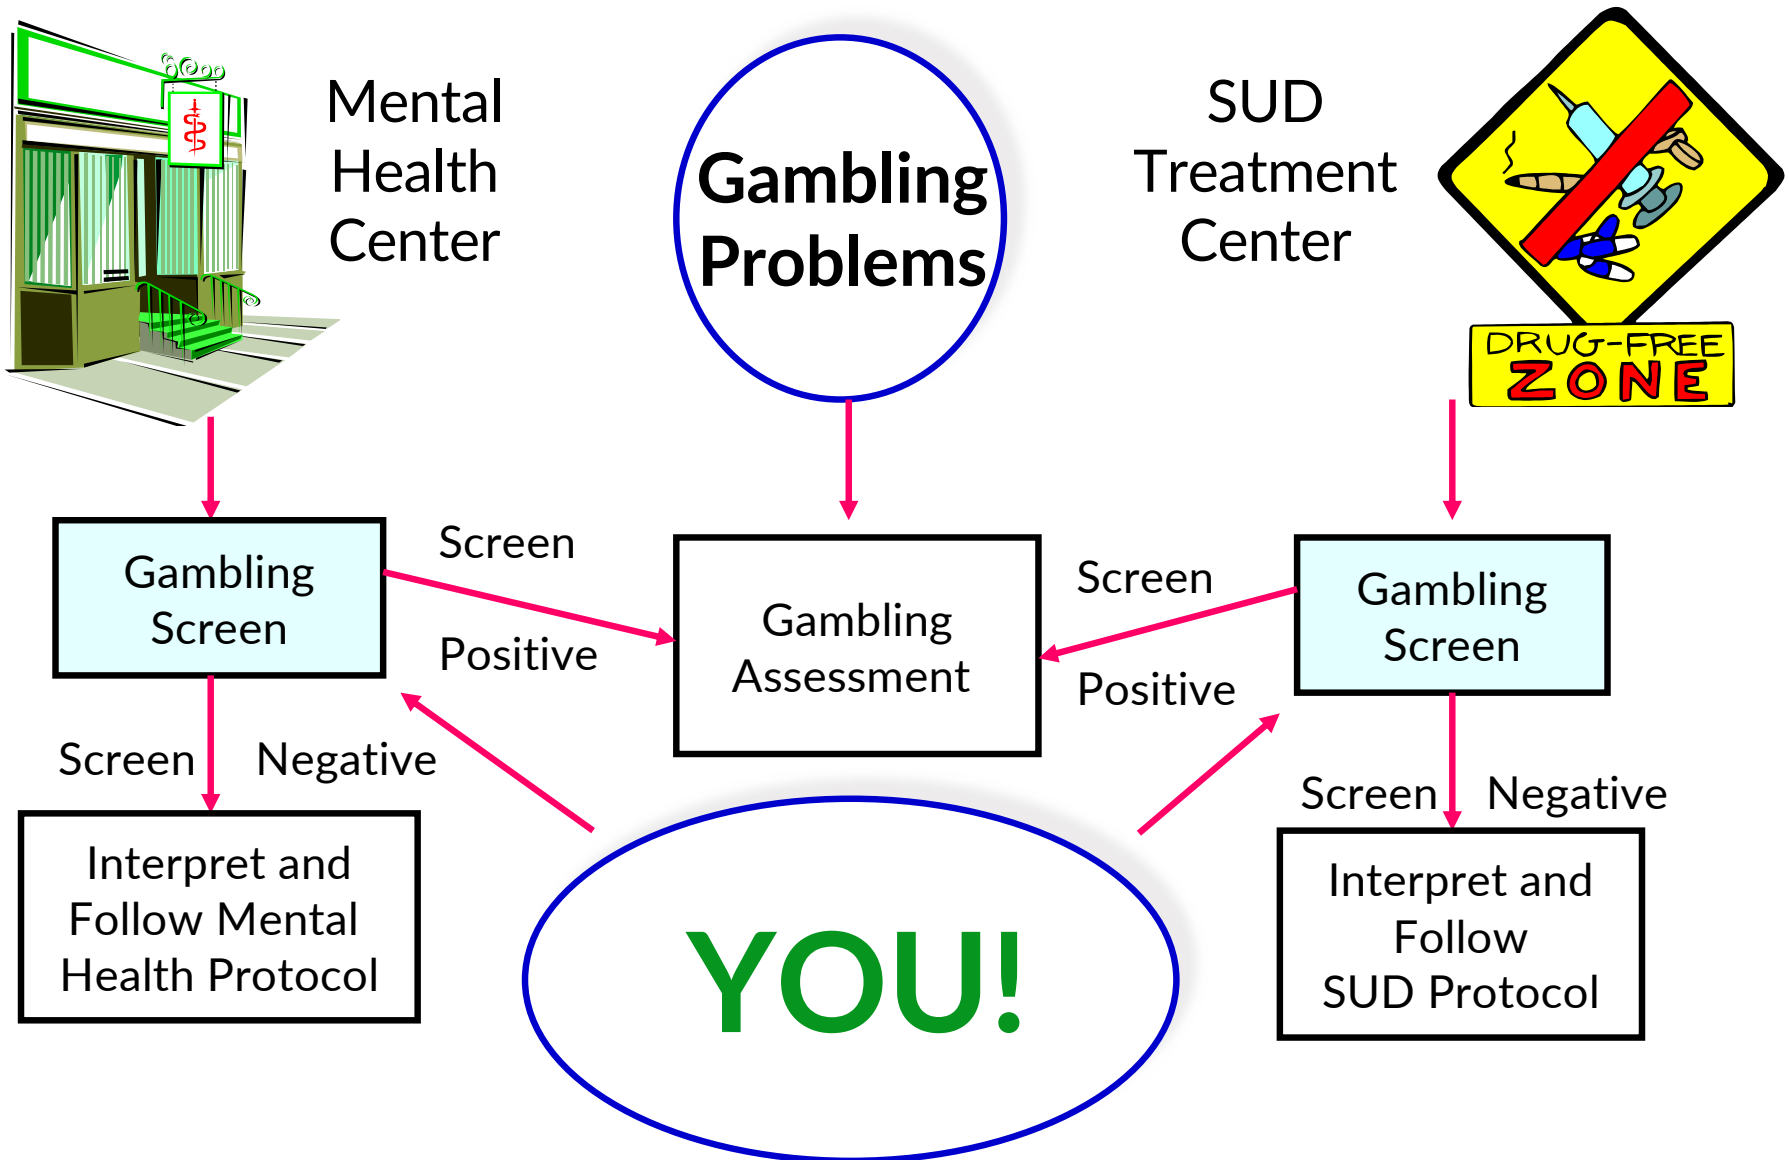 Mental
Health
Center
Gambling
Problems
SUD
Treatment
Center
DRUG-FREE
ZONE
Gambling
Screen
Screen
Positive
Gambling
Assessment
Screen
Positive
Gambling
Screen
Screen Negative
Screen Negative
Interpret and
Follow Mental
Health Protocol
YOU!
Interpret and
Follow
SUD Protocol